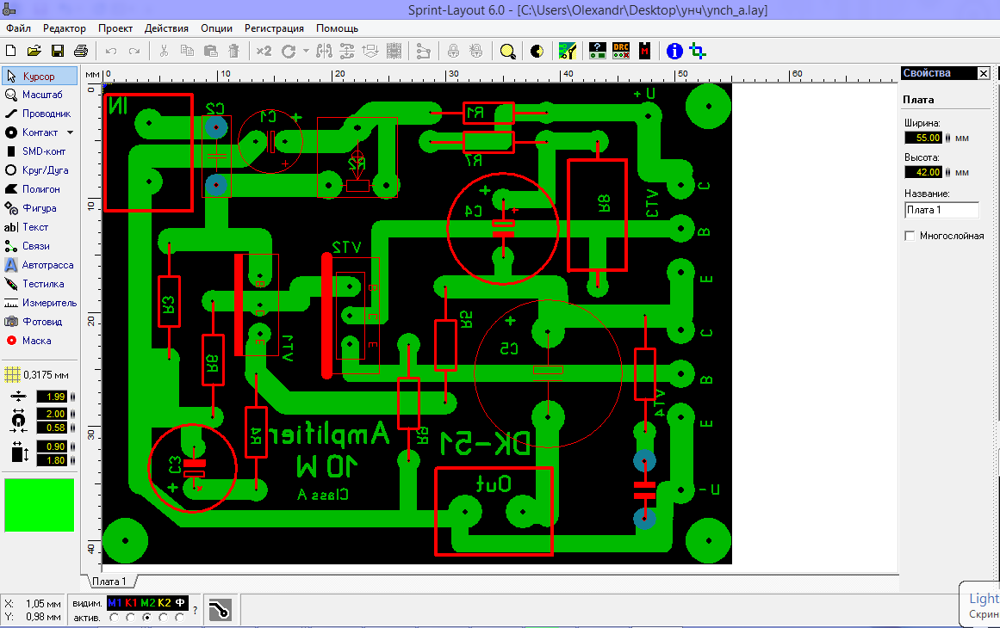 Sprint-Layout 6.0 - [C:\Users\Olexandr\Desktop\унч\ynch_a.lay]
Файл Редактор Проект Действия Опции Регистрация Помощь
×2 DRC M
Курсор
Масштаб
Проводник
Контакт
SMD-конт
Круг/Дуга
Полигон
Фигура
ab| Текст
Связи
Автотрасса
Тестилка
Измеритель
Фотовид
Маска
0,3175 мм
1.99
2.00
0.58
0.90
1.80
мм 0 10 20 30 40 50 60
0
10
20
30
40
IN C2 C1 R1 U+
R2 R7
C4 R8 VT3 C
B
VT2
E
R3 R5
C
VT1 C5
R6 B
VT4
E
R4 Amplifier R9 DK-51
C3 10 W
Class A Out U-
Свойства
Плата
Ширина:
55.00 мм
Высота:
42.00 мм
Название:
Плата 1
Многослойная
Плата 1
X: 1,05 мм
Y: 0,98 мм
видим. M1 K1 M2 K2 Ф
актив. ?
Light
Скрин